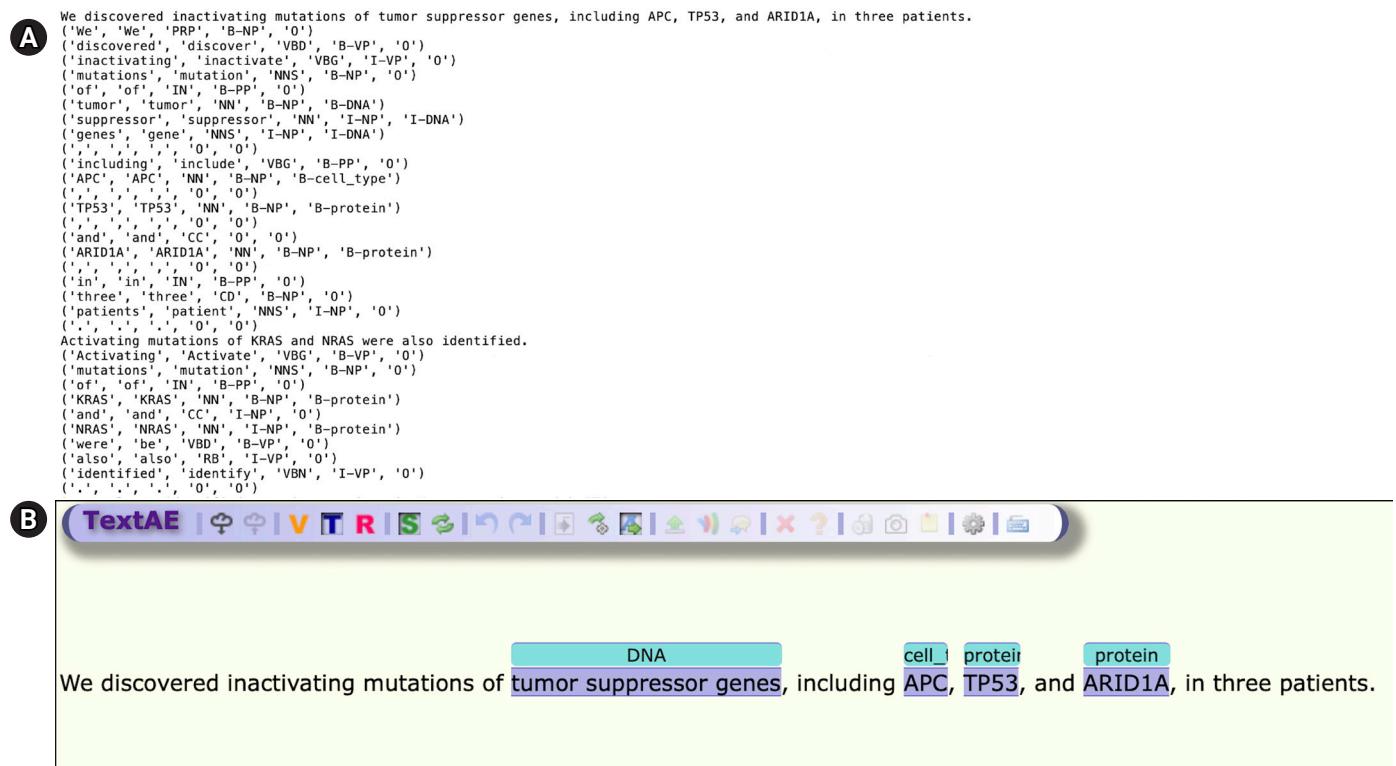 A
We discovered inactivating mutations of tumor suppressor genes, including APC, TP53, and ARID1A, in three patients.
('We', 'We', 'PRP', 'B-NP', 'O')
('discovered', 'discover', 'VBD', 'B-VP', 'O')
('inactivating', 'inactivate', 'VBG', 'I-VP', 'O')
('mutations', 'mutation', 'NNS', 'B-NP', 'O')
('of', 'of', 'IN', 'B-PP', 'O')
('tumor', 'tumor', 'NN', 'B-NP', 'B-DNA')
('suppressor', 'suppressor', 'NN', 'I-NP', 'I-DNA')
('genes', 'gene', 'NNS', 'I-NP', 'I-DNA')
(',', ',', ',', 'O', 'O')
('including', 'include', 'VBG', 'B-PP', 'O')
('APC', 'APC', 'NN', 'B-NP', 'B-cell_type')
(',', ',', ',', 'O', 'O')
('TP53', 'TP53', 'NN', 'B-NP', 'B-protein')
(',', ',', ',', 'O', 'O')
('and', 'and', 'CC', 'O', 'O')
('ARID1A', 'ARID1A', 'NN', 'B-NP', 'B-protein')
(',', ',', ',', 'O', 'O')
('in', 'in', 'IN', 'B-PP', 'O')
('three', 'three', 'CD', 'B-NP', 'O')
('patients', 'patient', 'NNS', 'I-NP', 'O')
('.', '.', '.', 'O', 'O')
Activating mutations of KRAS and NRAS were also identified.
('Activating', 'Activate', 'VBG', 'B-VP', 'O')
('mutations', 'mutation', 'NNS', 'B-NP', 'O')
('of', 'of', 'IN', 'B-PP', 'O')
('KRAS', 'KRAS', 'NN', 'B-NP', 'B-protein')
('and', 'and', 'CC', 'I-NP', 'O')
('NRAS', 'NRAS', 'NN', 'I-NP', 'B-protein')
('were', 'be', 'VBD', 'B-VP', 'O')
('also', 'also', 'RB', 'I-VP', 'O')
('identified', 'identify', 'VBN', 'I-VP', 'O')
('.', '.', '.', 'O', 'O')
B
TextAE V T R S ?
DNA cell_t protein protein
We discovered inactivating mutations of tumor suppressor genes, including APC, TP53, and ARID1A, in three patients.